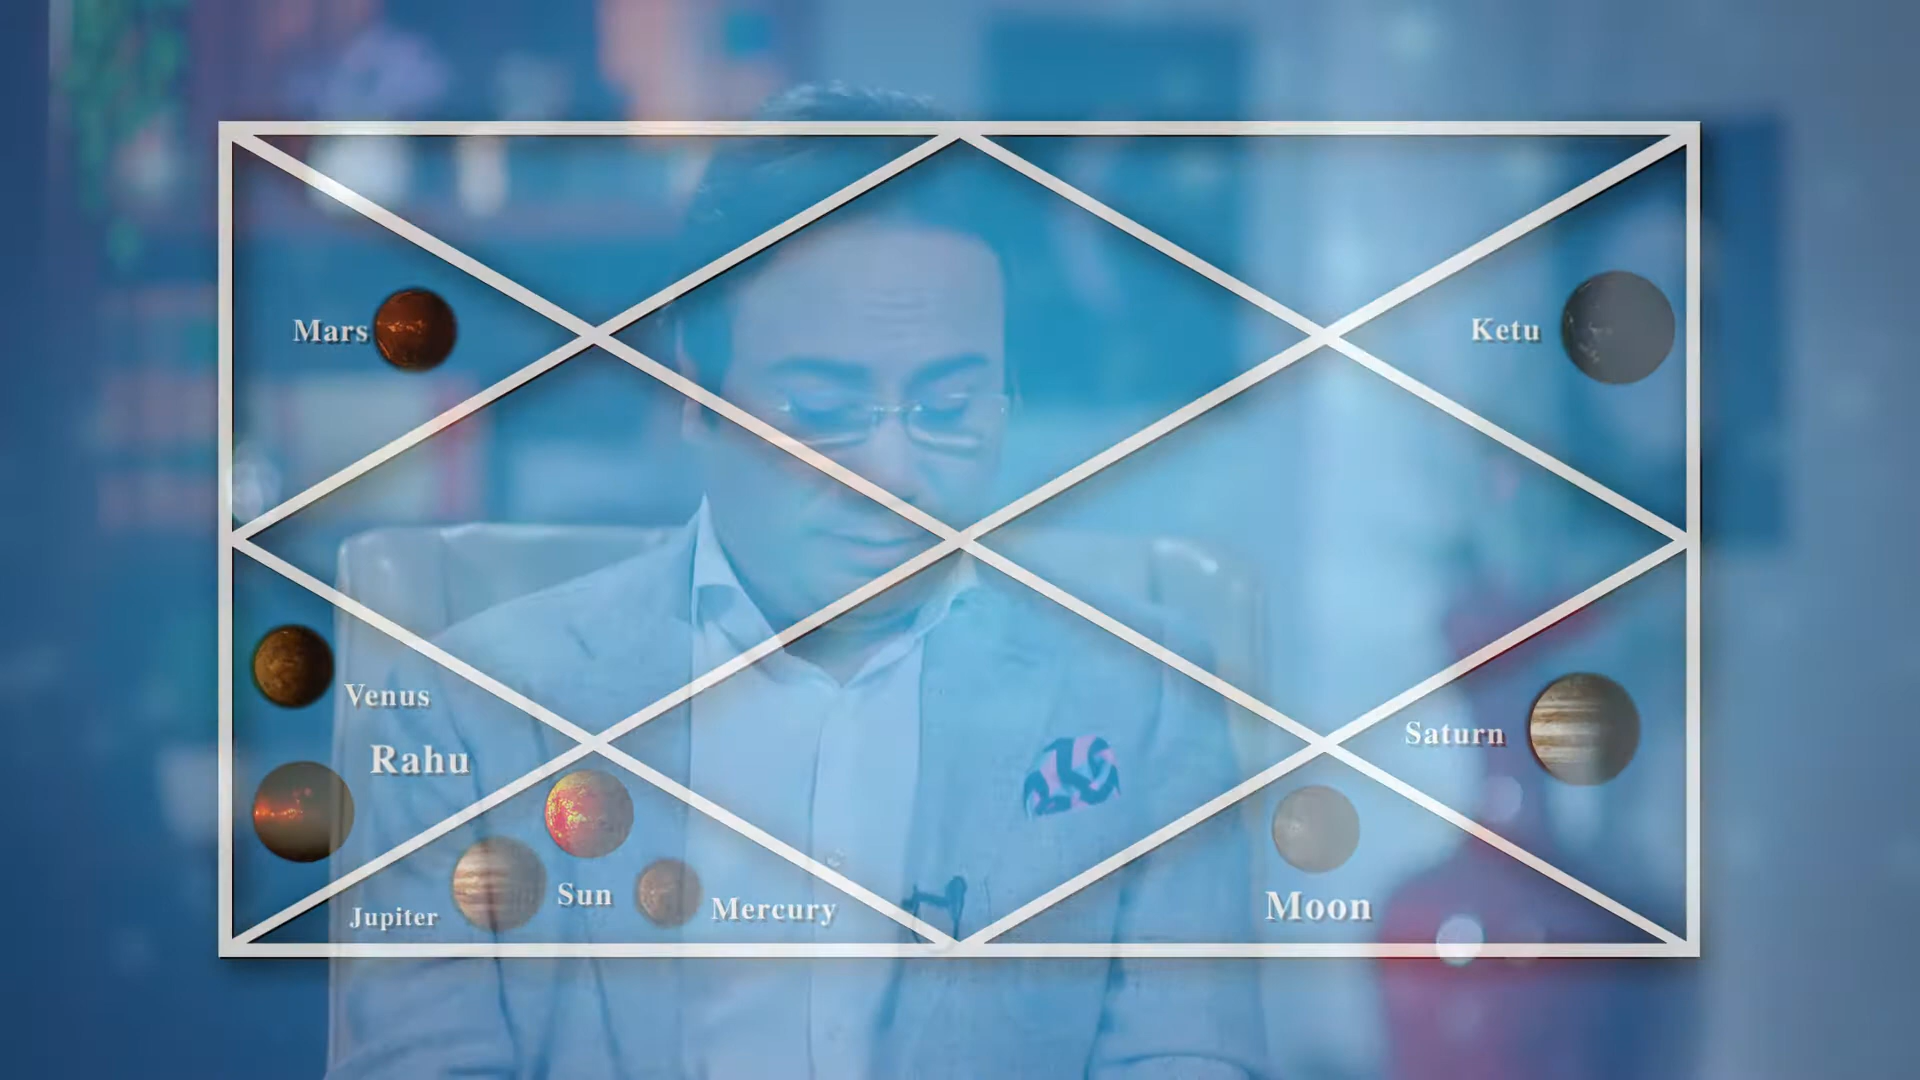 Mars
Ketu
Venus
Rahu
Saturn
Jupiter
Sun
Mercury
Moon